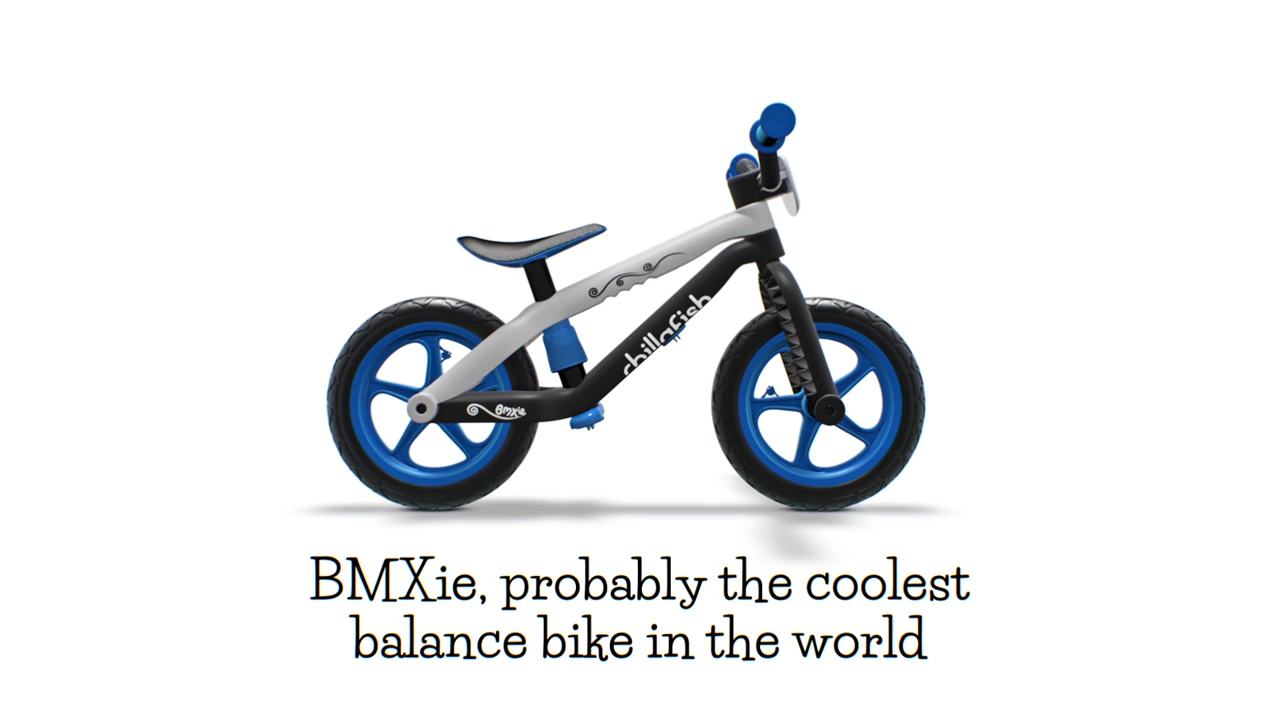 chillafish
BMXie
BMXie, probably the coolest
balance bike in the world